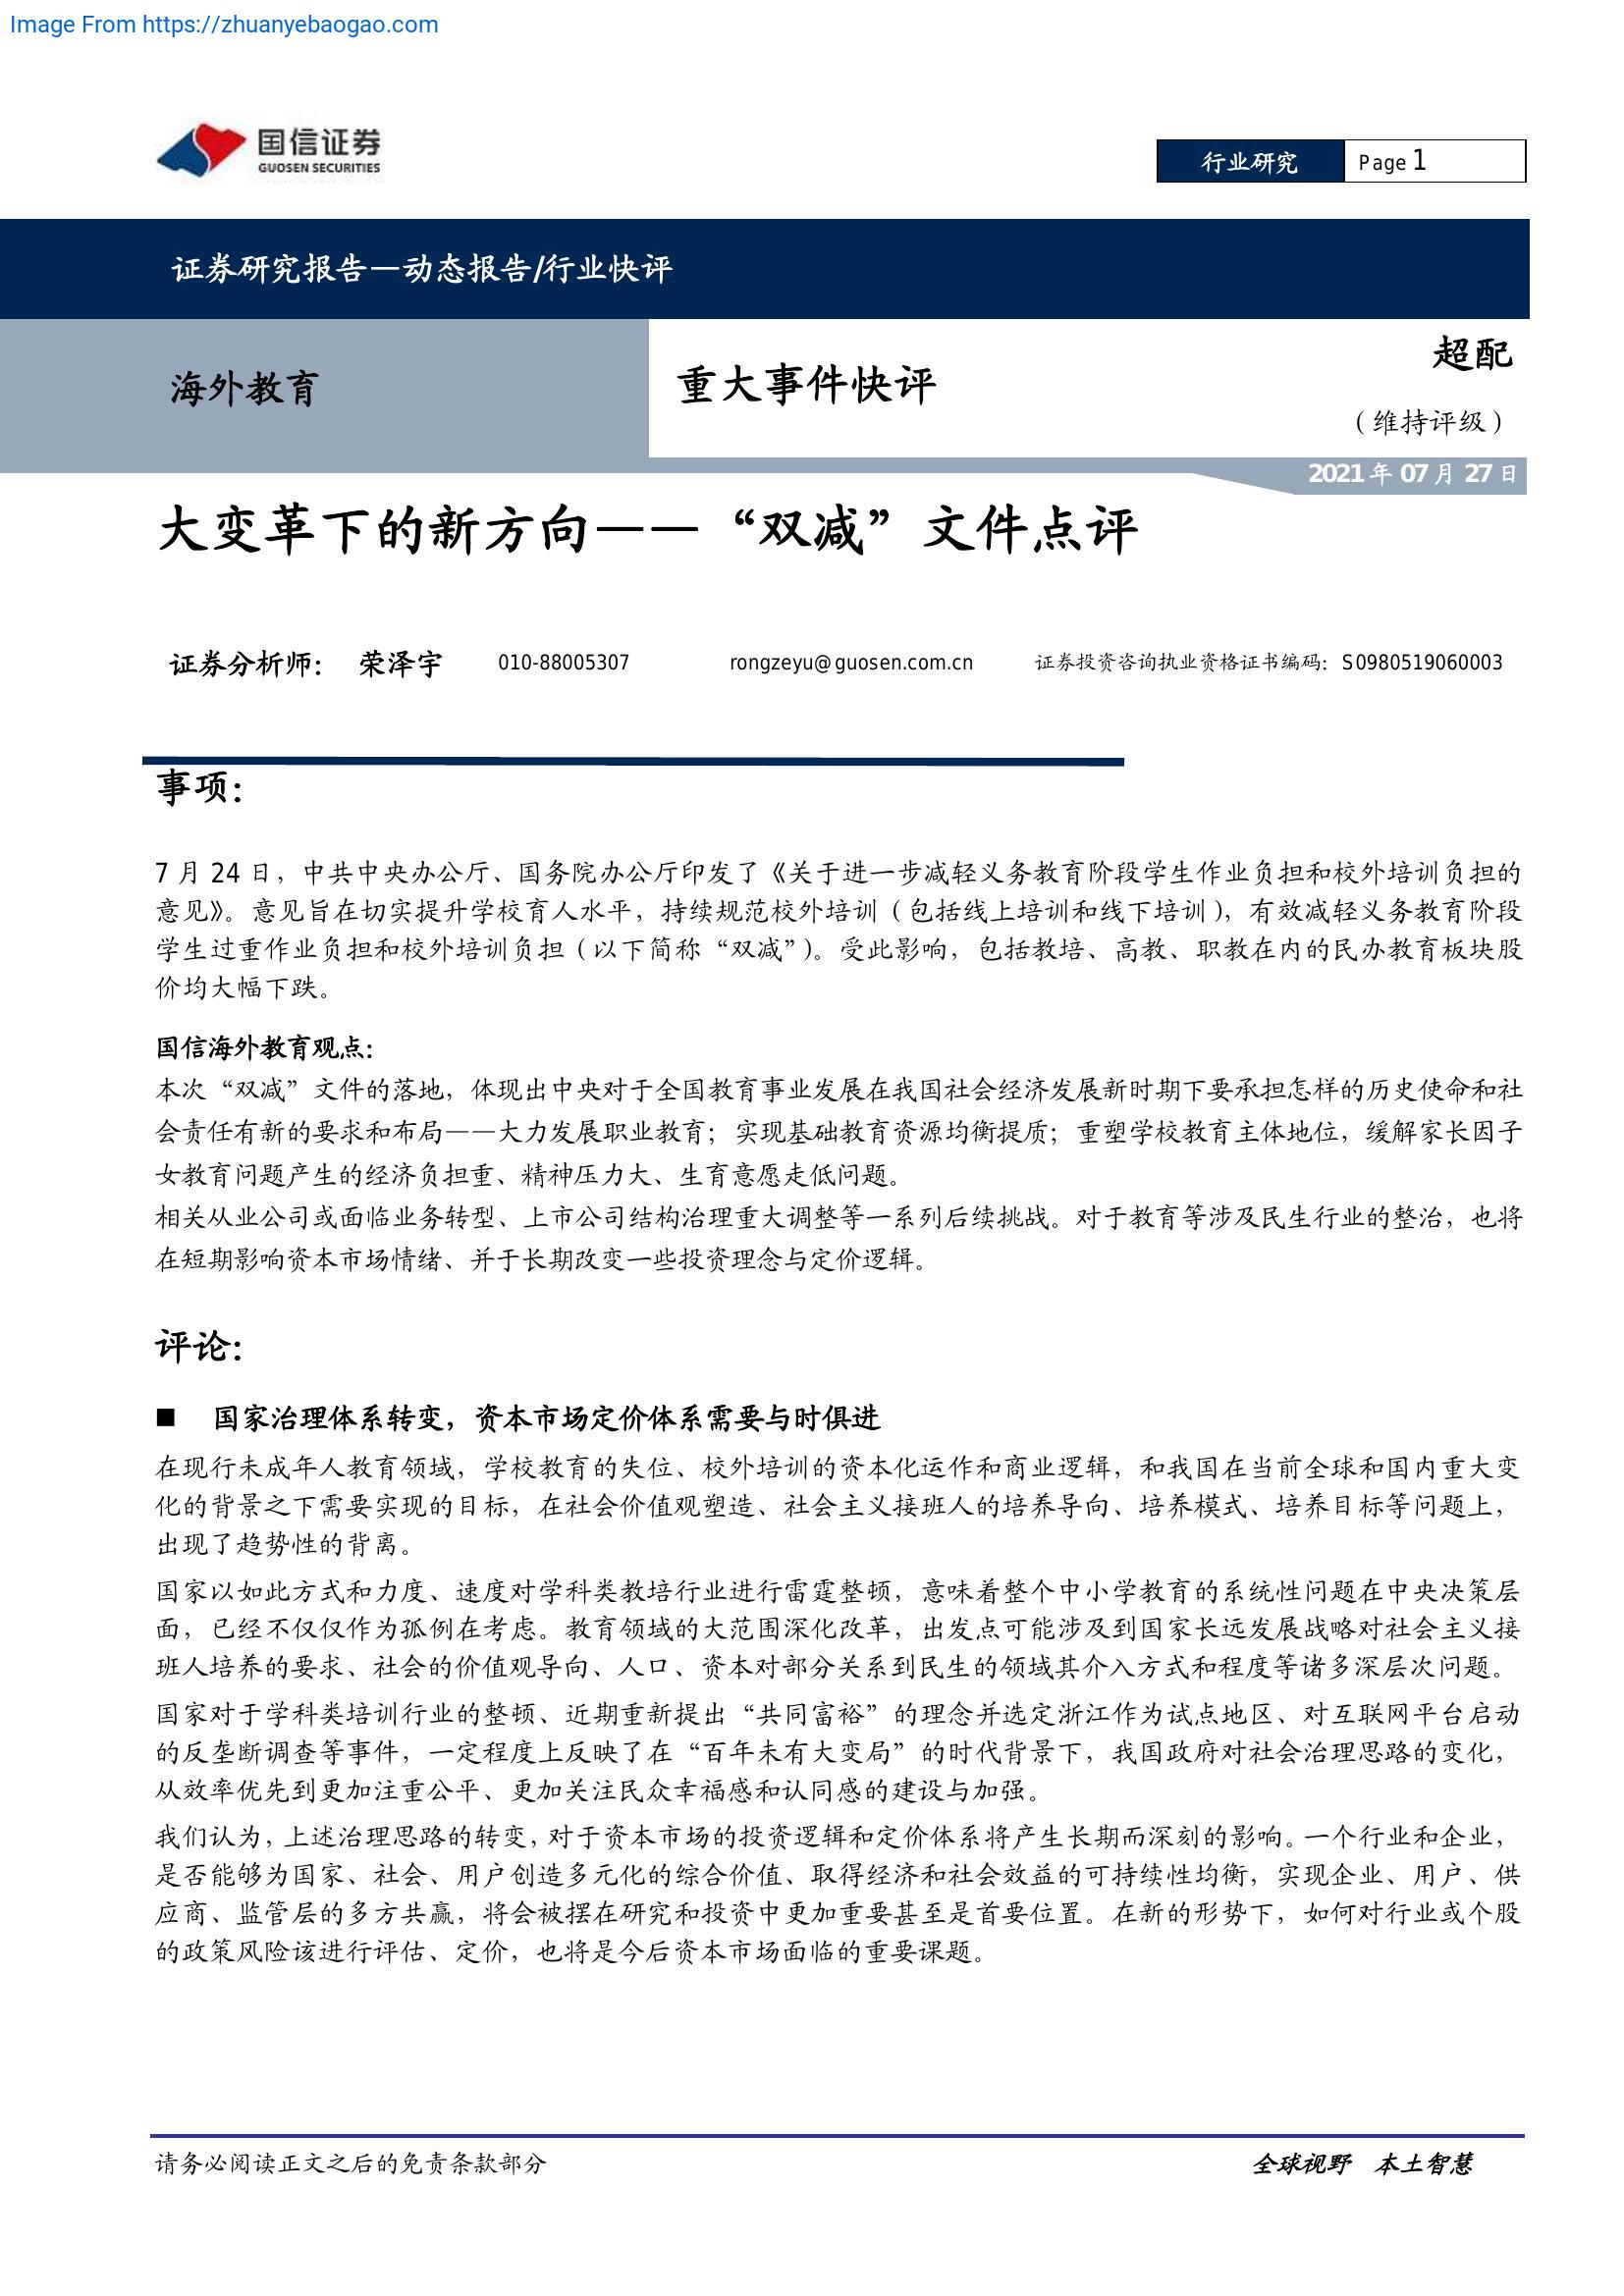 Image From https://zhuanyebaogao.com
国信证券
GUOSEN SECURITIES
行业研究 Page 1
证券研究报告—动态报告/行业快评
海外教育 重大事件快评 超配
（维持评级）
2021 年 07 月 27 日
大变革下的新方向——“双减”文件点评
证券分析师： 荣泽宇 010-88005307 rongzeyu@guosen.com.cn 证券投资咨询执业资格证书编码：S0980519060003
事项：
7 月 24 日，中共中央办公厅、国务院办公厅印发了《关于进一步减轻义务教育阶段学生作业负担和校外培训负担的
意见》。意见旨在切实提升学校育人水平，持续规范校外培训（包括线上培训和线下培训），有效减轻义务教育阶段
学生过重作业负担和校外培训负担（以下简称“双减”）。受此影响，包括教培、高教、职教在内的民办教育板块股
价均大幅下跌。
国信海外教育观点：
本次“双减”文件的落地，体现出中央对于全国教育事业发展在我国社会经济发展新时期下要承担怎样的历史使命和社
会责任有新的要求和布局——大力发展职业教育；实现基础教育资源均衡提质；重塑学校教育主体地位，缓解家长因子
女教育问题产生的经济负担重、精神压力大、生育意愿走低问题。
相关从业公司或面临业务转型、上市公司结构治理重大调整等一系列后续挑战。对于教育等涉及民生行业的整治，也将
在短期影响资本市场情绪、并于长期改变一些投资理念与定价逻辑。
评论：
■ 国家治理体系转变，资本市场定价体系需要与时俱进
在现行未成年人教育领域，学校教育的失位、校外培训的资本化运作和商业逻辑，和我国在当前全球和国内重大变
化的背景之下需要实现的目标，在社会价值观塑造、社会主义接班人的培养导向、培养模式、培养目标等问题上，
出现了趋势性的背离。
国家以如此方式和力度、速度对学科类教培行业进行雷霆整顿，意味着整个中小学教育的系统性问题在中央决策层
面，已经不仅仅作为孤例在考虑。教育领域的大范围深化改革，出发点可能涉及到国家长远发展战略对社会主义接
班人培养的要求、社会的价值观导向、人口、资本对部分关系到民生的领域其介入方式和程度等诸多深层次问题。
国家对于学科类培训行业的整顿、近期重新提出“共同富裕”的理念并选定浙江作为试点地区、对互联网平台启动
的反垄断调查等事件，一定程度上反映了在“百年未有大变局”的时代背景下，我国政府对社会治理思路的变化，
从效率优先到更加注重公平、更加关注民众幸福感和认同感的建设与加强。
我们认为，上述治理思路的转变，对于资本市场的投资逻辑和定价体系将产生长期而深刻的影响。一个行业和企业，
是否能够为国家、社会、用户创造多元化的综合价值、取得经济和社会效益的可持续性均衡，实现企业、用户、供
应商、监管层的多方共赢，将会被摆在研究和投资中更加重要甚至是首要位置。在新的形势下，如何对行业或个股
的政策风险该进行评估、定价，也将是今后资本市场面临的重要课题。
请务必阅读正文之后的免责条款部分 全球视野 本土智慧